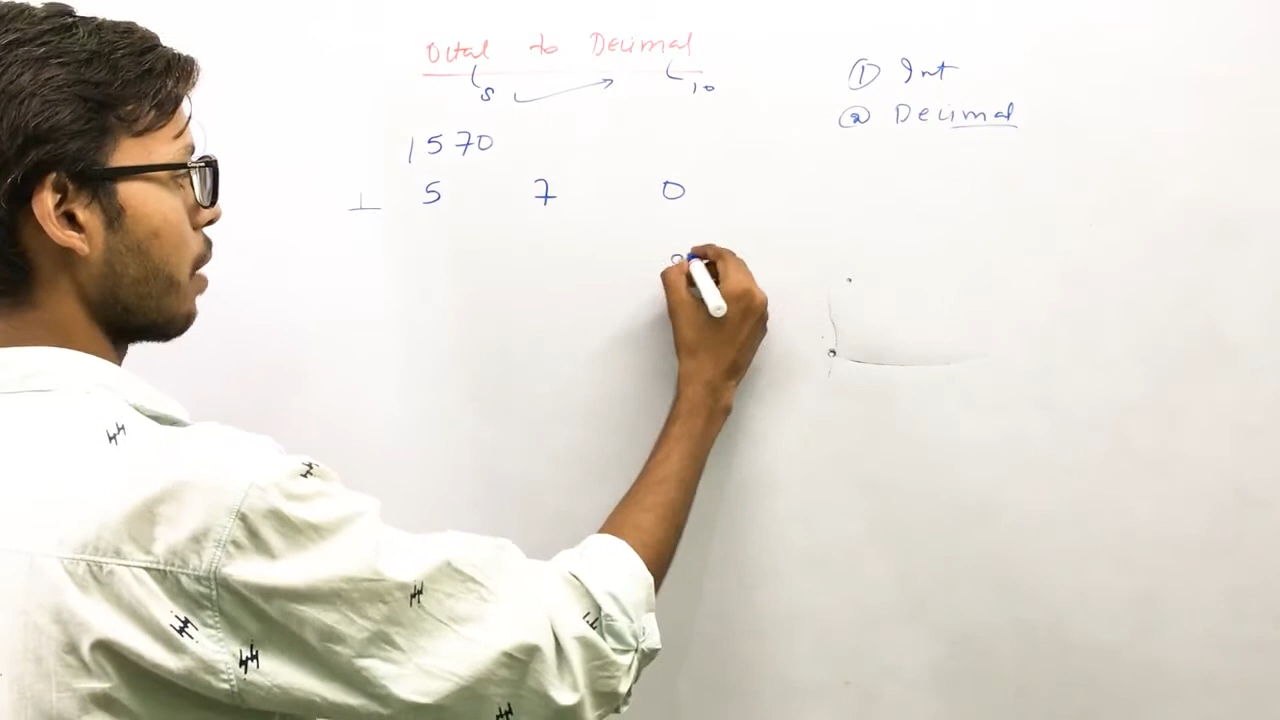 Octal to Decimal
8 10
① Int
② Decimal
1570
1 5 7 0